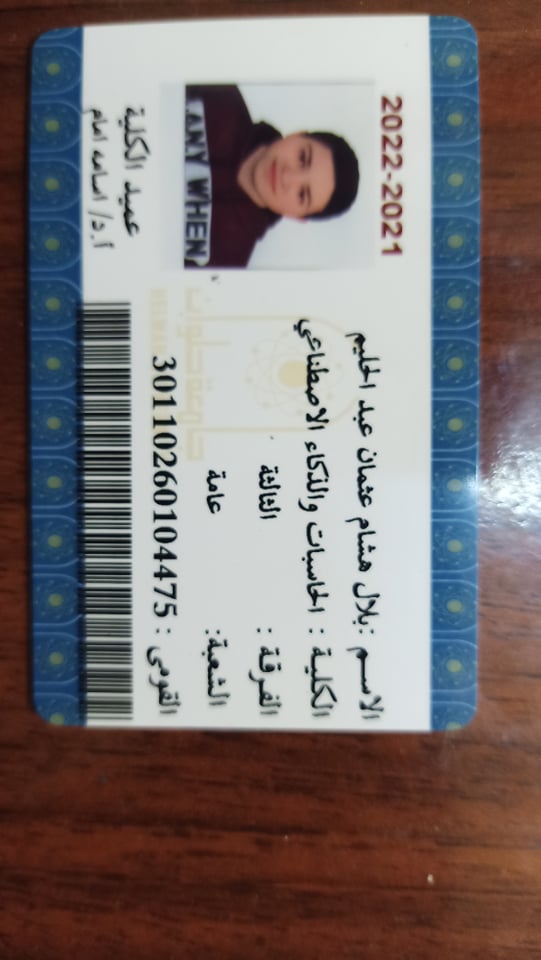 2022-2021
الاسم : بلال هشام عثمان عبد الحليم
الكلية : الحاسبات والذكاء الاصطناعي
الفرقة : الثالثة
الشعبة: عامة
القومى : 30110260104475
ANY WHEN
عميد الكلية
أ.د/ اسامه امام
جامعة حلوان